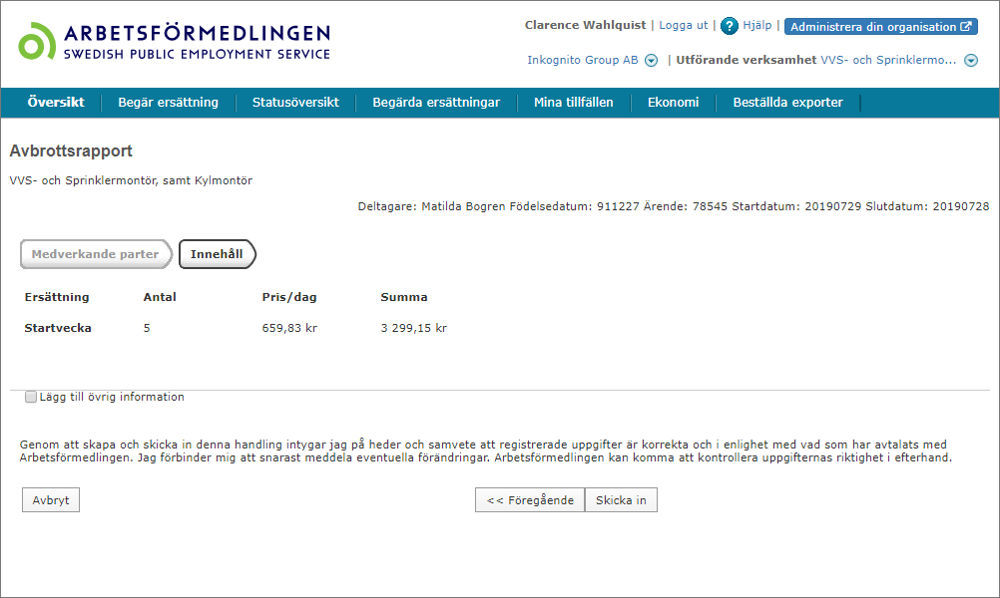 ARBETSFÖRMEDLINGEN
SWEDISH PUBLIC EMPLOYMENT SERVICE
Clarence Wahlquist | Logga ut | ? Hjälp | Administrera din organisation
Inkognito Group AB | Utförande verksamhet VVS- och Sprinklermo...
Översikt Begär ersättning Statusöversikt Begärda ersättningar Mina tillfällen Ekonomi Beställda exporter
Avbrottsrapport
VVS- och Sprinklermontör, samt Kylmontör
Deltagare: Matilda Bogren Födelsedatum: 911227 Ärende: 78545 Startdatum: 20190729 Slutdatum: 20190728
Medverkande parter Innehåll
Ersättning Antal Pris/dag Summa
Startvecka 5 659,83 kr 3 299,15 kr
Lägg till övrig information
Genom att skapa och skicka in denna handling intygar jag på heder och samvete att registrerade uppgifter är korrekta och i enlighet med vad som har avtalats med
Arbetsförmedlingen. Jag förbinder mig att snarast meddela eventuella förändringar. Arbetsförmedlingen kan komma att kontrollera uppgifternas riktighet i efterhand.
Avbryt << Föregående Skicka in